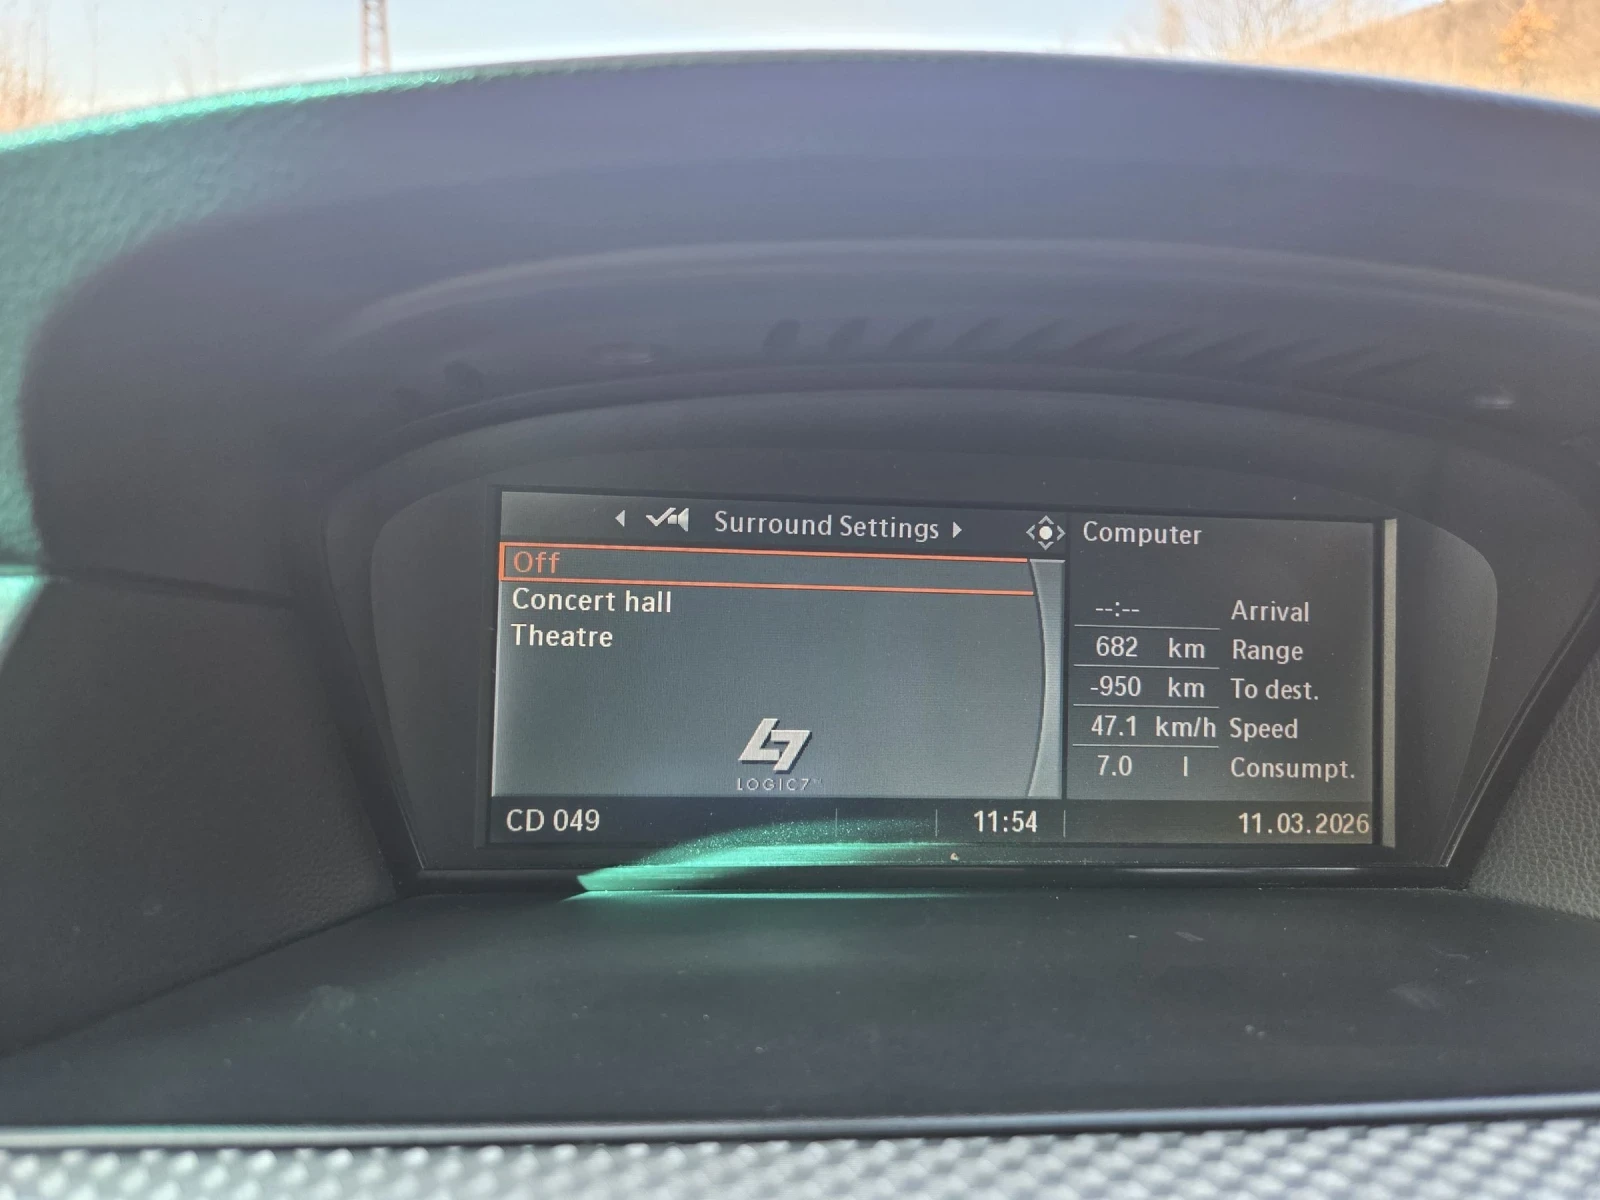 Surround Settings
Off
Concert hall
Theatre
LOGIC7™
Computer
--:-- Arrival
682 km Range
-950 km To dest.
47.1 km/h Speed
7.0 l Consumpt.
CD 049 11:54 11.03.2026